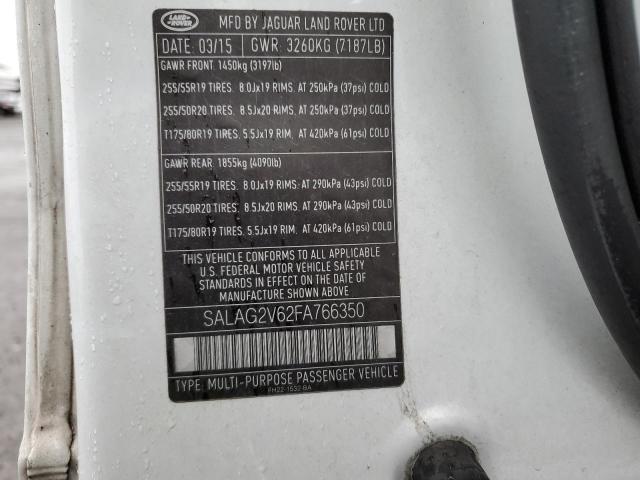 LAND ROVER
MFD BY JAGUAR LAND ROVER LTD
DATE: 03/15 GWR: 3260KG (7187LB)
GAWR FRONT: 1450kg (3197lb)
255/55R19 TIRES. 8.0Jx19 RIMS. AT 250kPa (37psi) COLD
255/50R20 TIRES. 8.5Jx20 RIMS. AT 250kPa (37psi) COLD
T175/80R19 TIRES. 5.5Jx19 RIM. AT 420kPa (61psi) COLD
GAWR REAR: 1855kg (4090lb)
255/55R19 TIRES. 8.0Jx19 RIMS. AT 290kPa (43psi) COLD
255/50R20 TIRES. 8.5Jx20 RIMS. AT 290kPa (43psi) COLD
T175/80R19 TIRES. 5.5Jx19 RIM. AT 420kPa (61psi) COLD
THIS VEHICLE CONFORMS TO ALL APPLICABLE
U.S. FEDERAL MOTOR VEHICLE SAFETY
STANDARDS IN EFFECT ON THE DATE OF
MANUFACTURE SHOWN ABOVE
SALAG2V62FA766350
TYPE: MULTI-PURPOSE PASSENGER VEHICLE
FH22-1532-BA